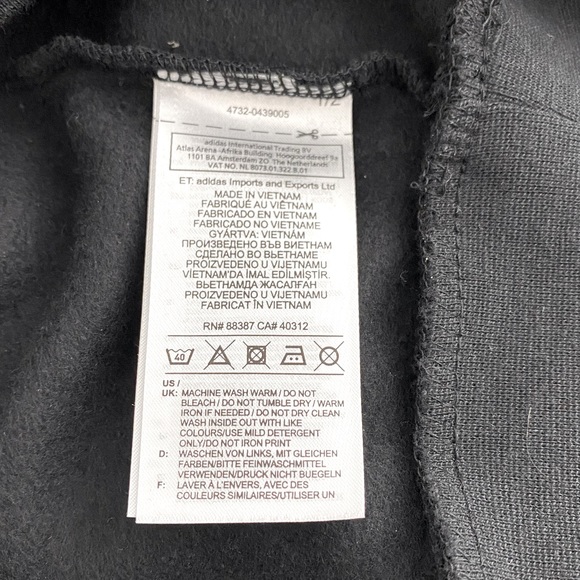 1/2
4732-0439005
adidas International Trading BV
Atlas Arena -Afrika Building. Hoogoorddreef 9a
1101 BA Amsterdam ZO The Netherlands
VAT NO. NL 8073.01.322.B.01
ET: adidas Imports and Exports Ltd
MADE IN VIETNAM
FABRIQUÉ AU VIÊTNAM
FABRICADO EN VIETNAM
FABRICADO NO VIETNAME
GYÁRTVA: VIETNÁM
ПРОИЗВЕДЕНО ВЪВ ВИЕТНАМ
СДЕЛАНО ВО ВЬЕТНАМЕ
PROIZVEDENO U VIJETNAMU
VİETNAM'DA İMAL EDİLMİŞTİR.
ВЬЕТНАМДА ЖАСАЛҒАН
PROIZVEDENO U VIJETNAMU
FABRICAT ÎN VIETNAM
RN# 88387 CA# 40312
40
US /
UK: MACHINE WASH WARM / DO NOT
BLEACH / DO NOT TUMBLE DRY / WARM
IRON IF NEEDED / DO NOT DRY CLEAN
WASH INSIDE OUT WITH LIKE
COLOURS/USE MILD DETERGENT
ONLY/DO NOT IRON PRINT
D: WASCHEN VON LINKS, MIT GLEICHEN
FARBEN/BITTE FEINWASCHMITTEL
VERWENDEN/DRUCK NICHT BUEGELN
F: LAVER À L'ENVERS, AVEC DES
COULEURS SIMILAIRES/UTILISER UN